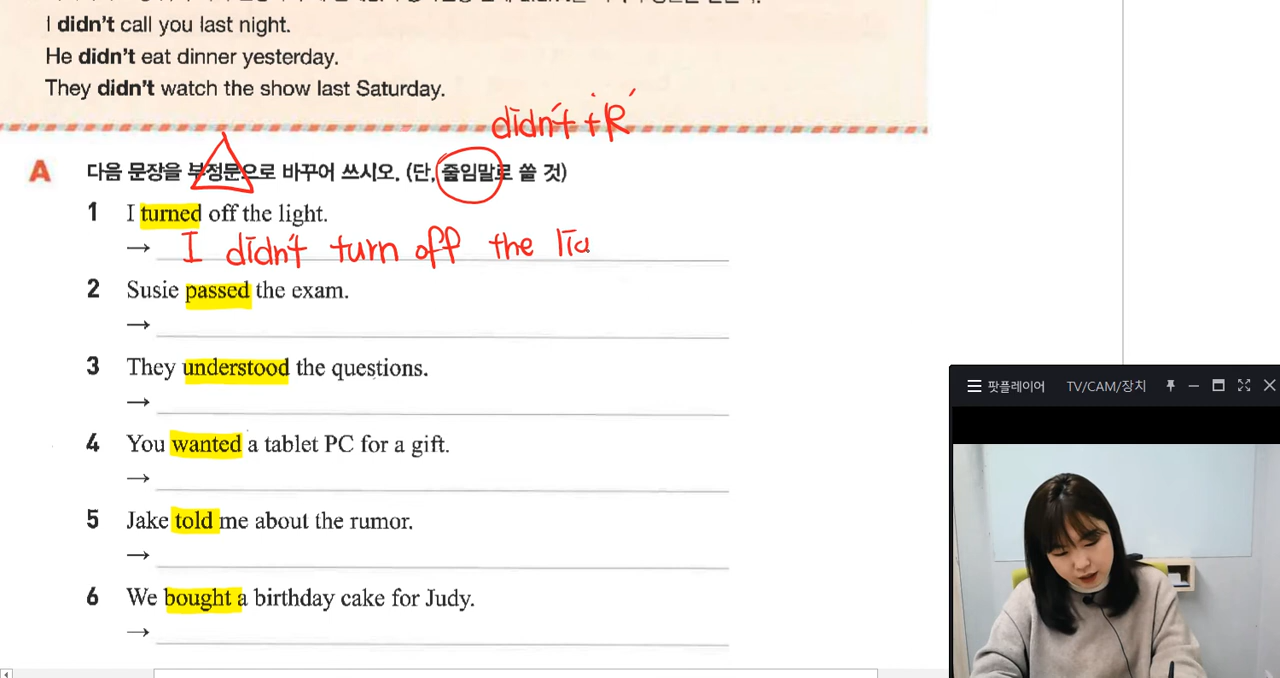 I didn't call you last night.
He didn't eat dinner yesterday.
They didn't watch the show last Saturday.
didn't + R
A 다음 문장을 부정문으로 바꾸어 쓰시오. (단, 줄임말로 쓸 것)
1 I turned off the light.
→ I didn't turn off the
2 Susie passed the exam.
→
3 They understood the questions.
→
4 You wanted a tablet PC for a gift.
→
5 Jake told me about the rumor.
→
6 We bought a birthday cake for Judy.
→
팟플레이어 TV/CAM/장치